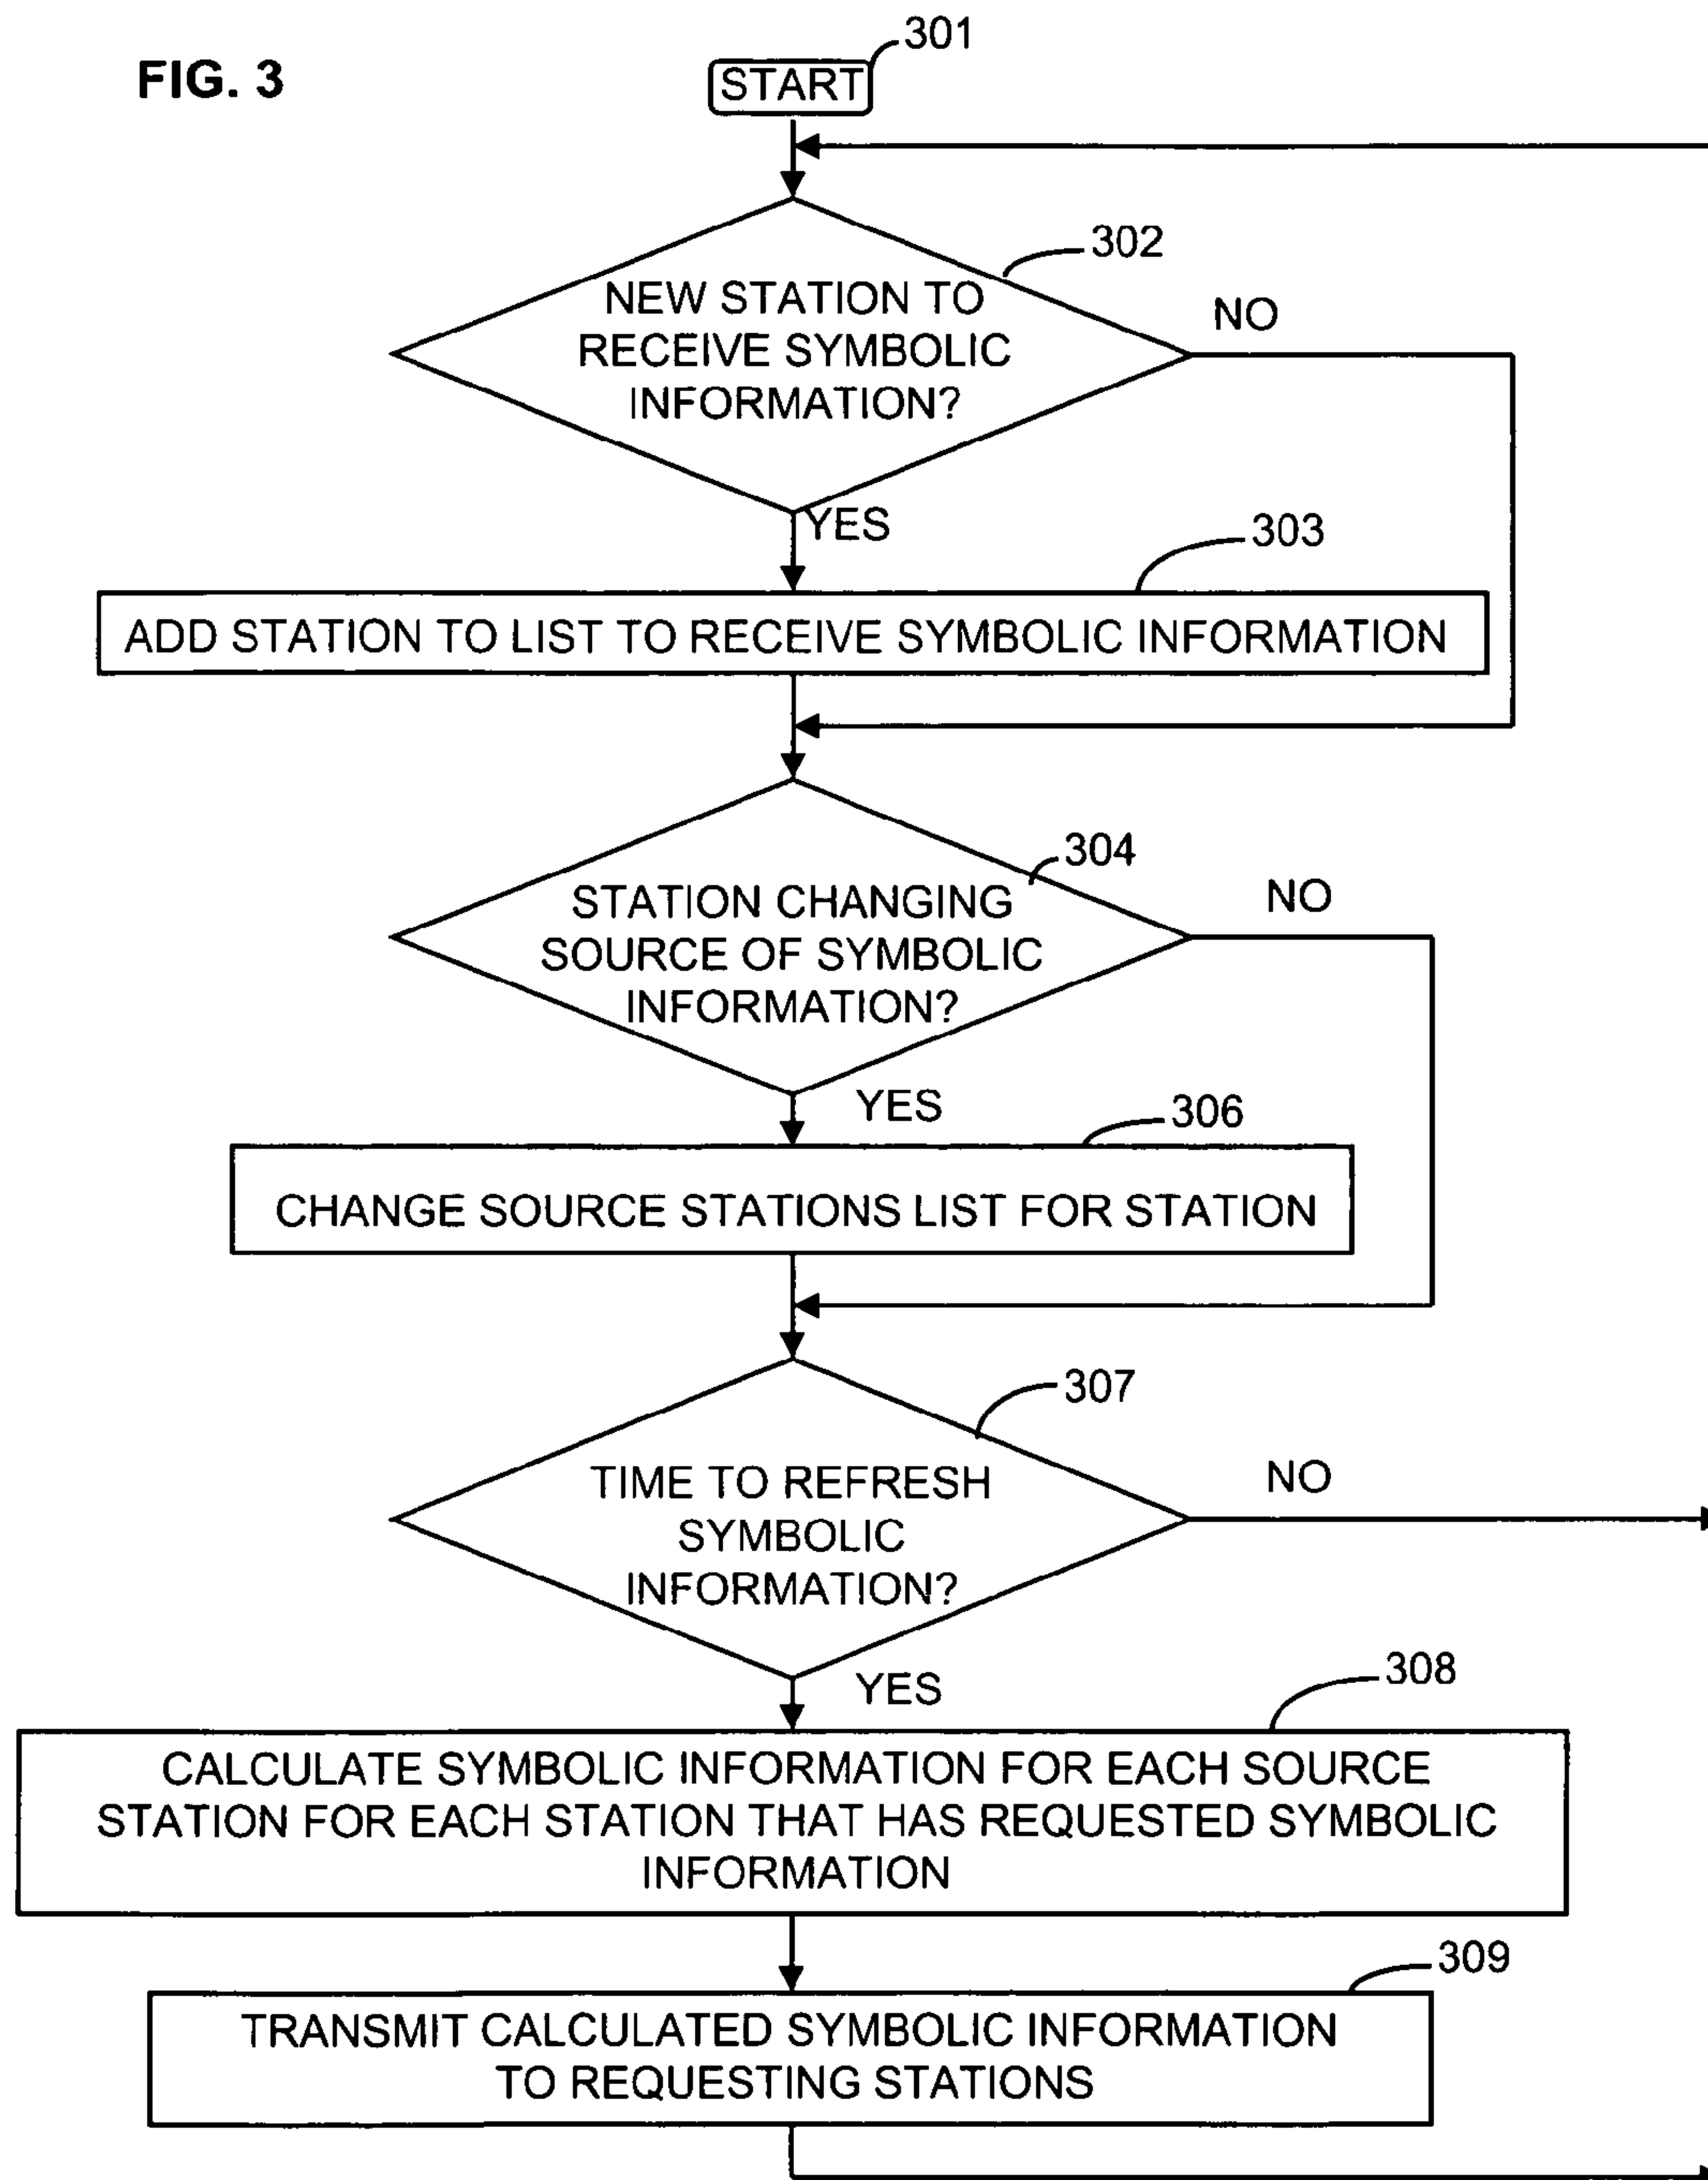 FIG. 3
301
START
302
NEW STATION TO
RECEIVE SYMBOLIC
INFORMATION?
NO
YES
303
ADD STATION TO LIST TO RECEIVE SYMBOLIC INFORMATION
304
STATION CHANGING
SOURCE OF SYMBOLIC
INFORMATION?
NO
YES
306
CHANGE SOURCE STATIONS LIST FOR STATION
307
TIME TO REFRESH
SYMBOLIC
INFORMATION?
NO
YES
308
CALCULATE SYMBOLIC INFORMATION FOR EACH SOURCE
STATION FOR EACH STATION THAT HAS REQUESTED SYMBOLIC
INFORMATION
309
TRANSMIT CALCULATED SYMBOLIC INFORMATION
TO REQUESTING STATIONS